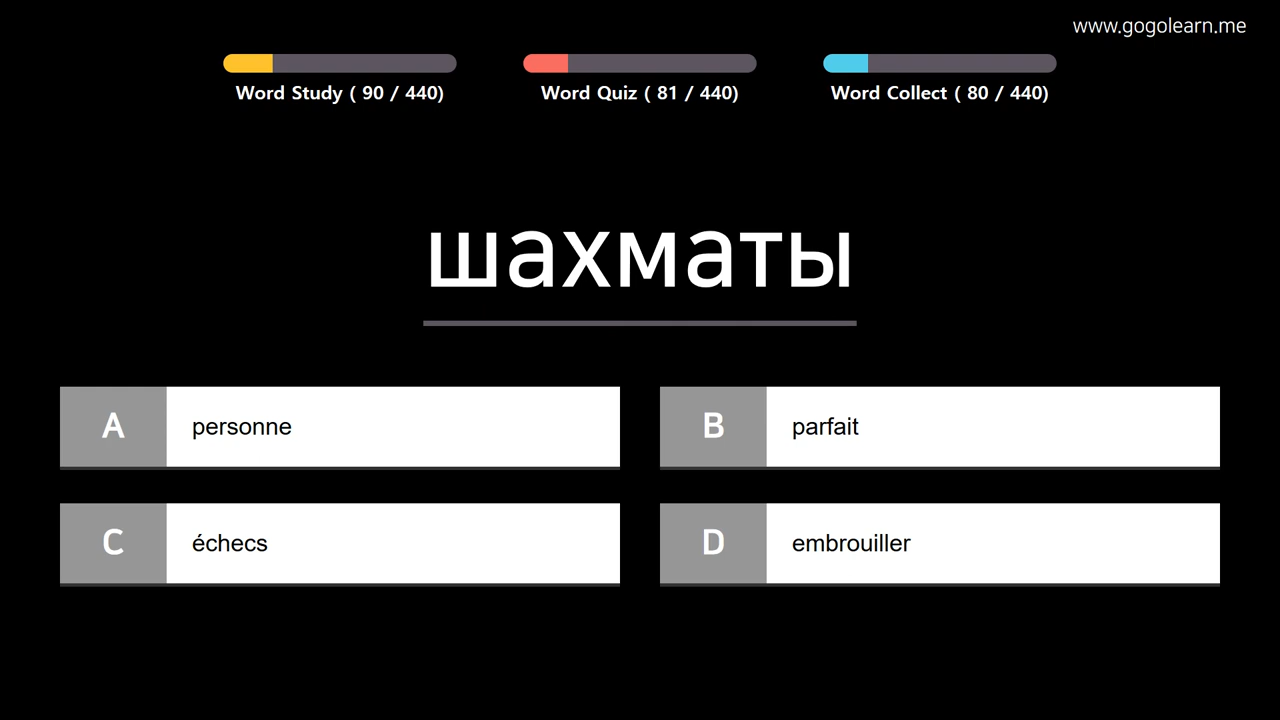 www.gogolearn.me
Word Study ( 90 / 440)
Word Quiz ( 81 / 440)
Word Collect ( 80 / 440)
шахматы
A personne
B parfait
C échecs
D embrouiller